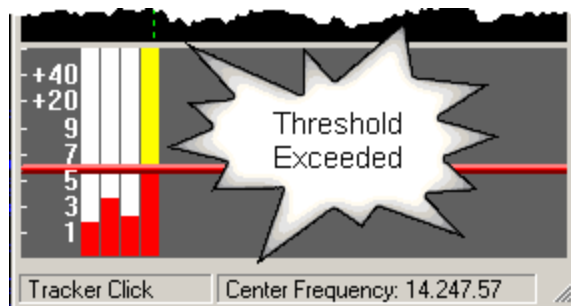 +40
+20
9
7
5
3
1
Threshold
Exceeded
Tracker Click
Center Frequency: 14.247.57